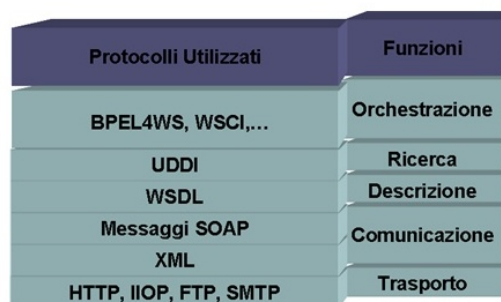 Protocolli Utilizzati
Funzioni
BPEL4WS, WSCI,...
Orchestrazione
UDDI
Ricerca
WSDL
Descrizione
Messaggi SOAP
Comunicazione
XML
HTTP, IIOP, FTP, SMTP
Trasporto